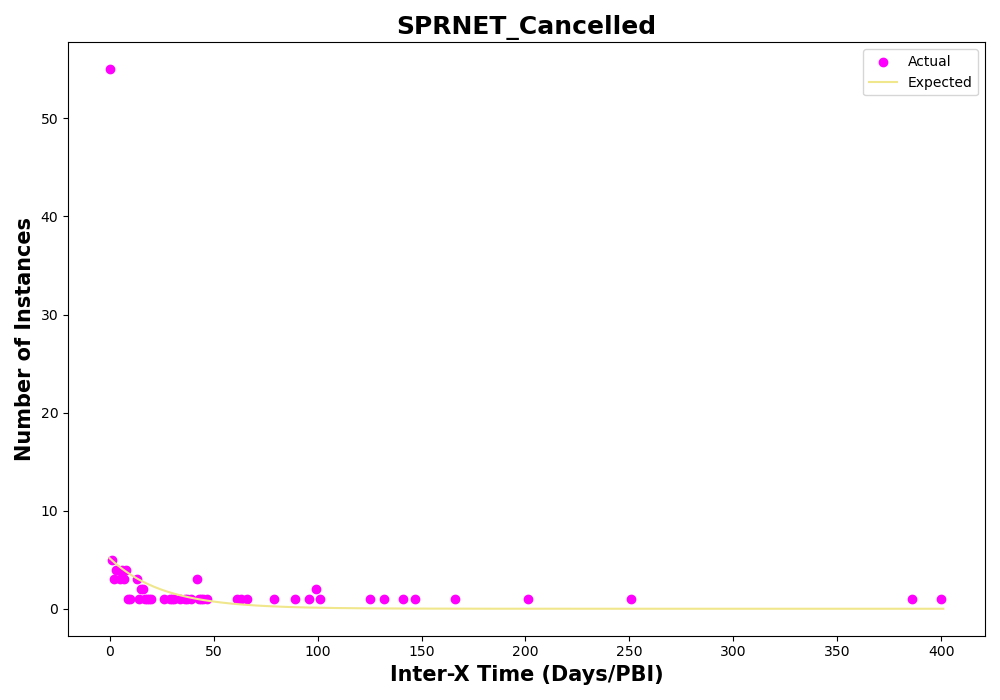 SPRNET_Cancelled
Actual
Expected
50
40
30
20
10
0
Number of Instances
0 50 100 150 200 250 300 350 400
Inter-X Time (Days/PBI)